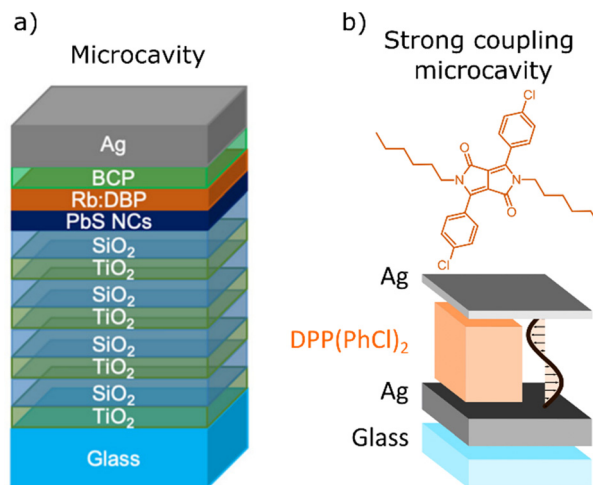 a)
Microcavity
Ag
BCP
Rb:DBP
PbS NCs
SiO₂
TiO₂
SiO₂
TiO₂
SiO₂
TiO₂
SiO₂
TiO₂
Glass
b)
Strong coupling
microcavity
Cl
O
N
N
O
Cl
Ag
DPP(PhCl)₂
Ag
Glass